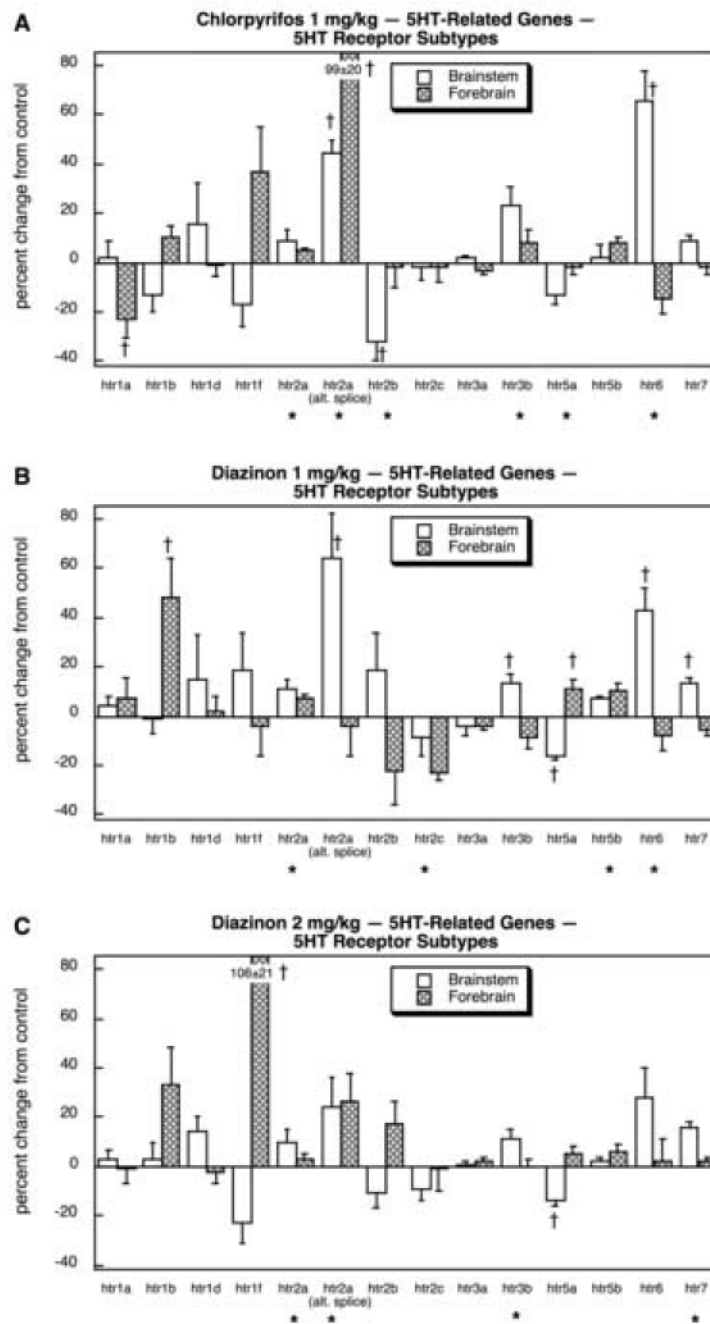 A
Chlorpyrifos 1 mg/kg — 5HT-Related Genes —
5HT Receptor Subtypes
percent change from control
80
60
40
20
0
-20
-40
99±20 †
Brainstem
Forebrain
† † † †
htr1a htr1b htr1d htr1f htr2a htr2a htr2b htr2c htr3a htr3b htr5a htr5b htr6 htr7
(alt. splice)
* * * * * *
B
Diazinon 1 mg/kg — 5HT-Related Genes —
5HT Receptor Subtypes
percent change from control
80
60
40
20
0
-20
-40
Brainstem
Forebrain
† † † † † † †
htr1a htr1b htr1d htr1f htr2a htr2a htr2b htr2c htr3a htr3b htr5a htr5b htr6 htr7
(alt. splice)
* * * *
C
Diazinon 2 mg/kg — 5HT-Related Genes —
5HT Receptor Subtypes
percent change from control
80
60
40
20
0
-20
-40
106±21 †
Brainstem
Forebrain
†
htr1a htr1b htr1d htr1f htr2a htr2a htr2b htr2c htr3a htr3b htr5a htr5b htr6 htr7
(alt. splice)
* * * *